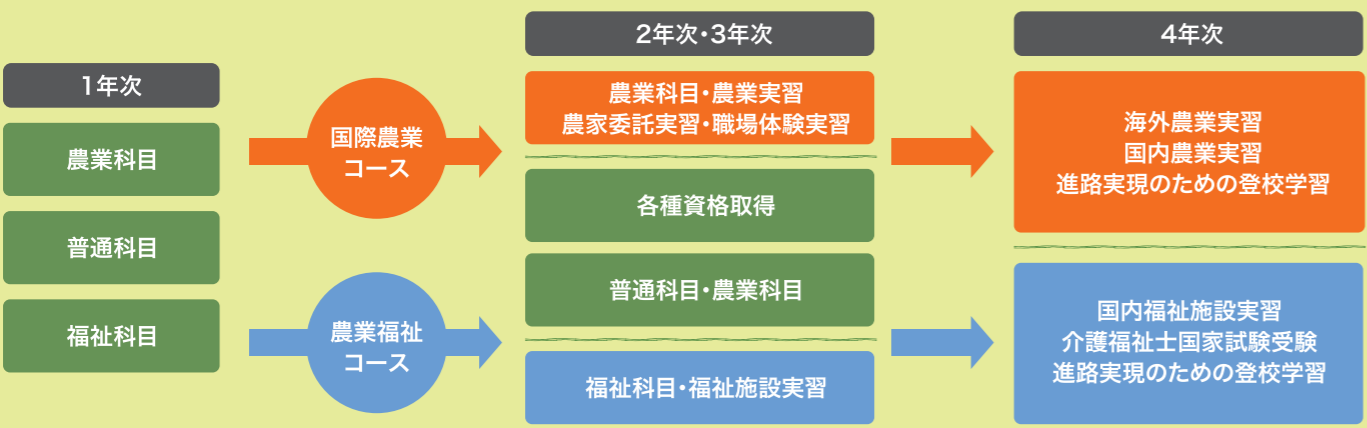 1年次
農業科目
普通科目
福祉科目
国際農業
コース
農業福祉
コース
2年次・3年次
農業科目・農業実習
農家委託実習・職場体験実習
各種資格取得
普通科目・農業科目
福祉科目・福祉施設実習
4年次
海外農業実習
国内農業実習
進路実現のための登校学習
国内福祉施設実習
介護福祉士国家試験受験
進路実現のための登校学習